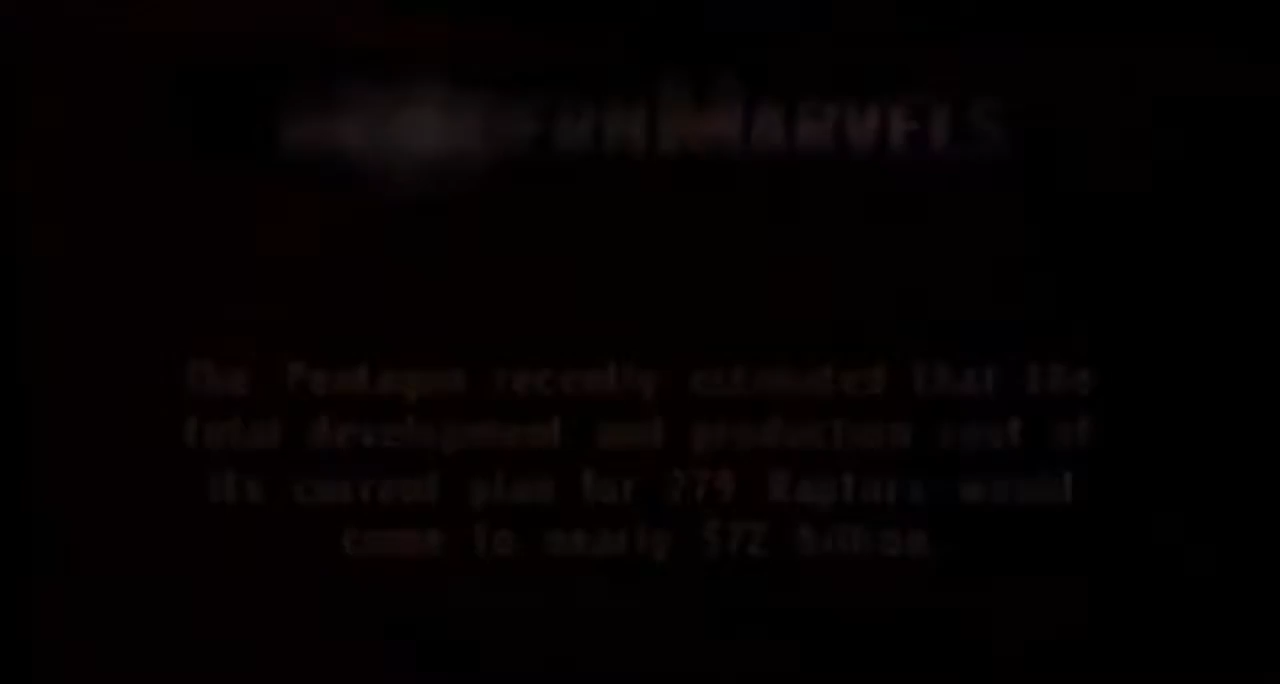 MODERN MARVELS
The Pentagon recently estimated that the
total development and production cost of
its current plan for 279 Raptors would
come to nearly $72 billion.